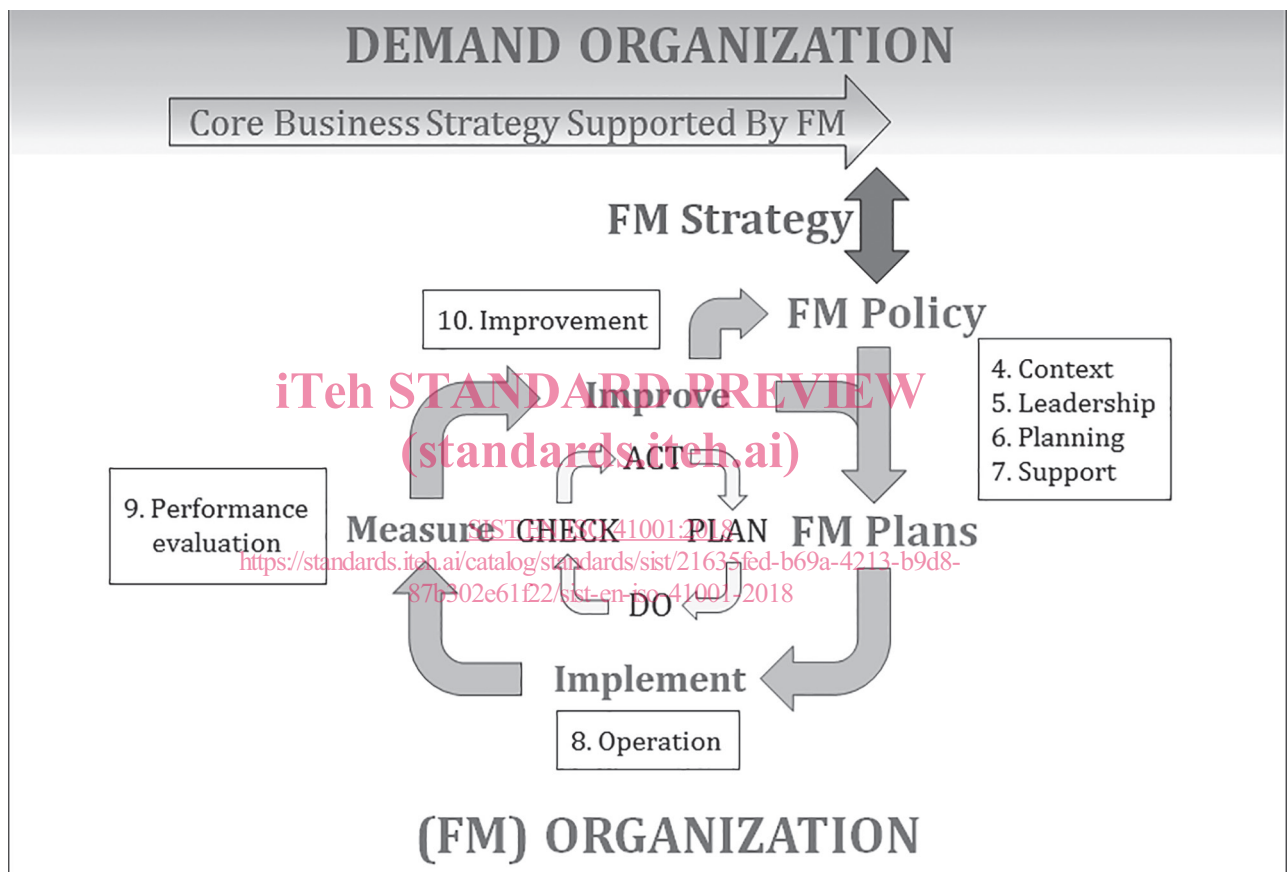 DEMAND ORGANIZATION
Core Business Strategy Supported By FM
FM Strategy
10. Improvement
FM Policy
4. Context
5. Leadership
6. Planning
7. Support
iTeh STANDARD PREVIEW
Improve
(standards.iteh.ai)
ACT
9. Performance
evaluation
Measure
CHECK
PLAN
FM Plans
SIST EN ISO 41001:2018
https://standards.iteh.ai/catalog/standards/sist/21635fed-b69a-4213-b9d8-
87b302e61f22/sist-en-iso-41001-2018
DO
Implement
8. Operation
(FM) ORGANIZATION